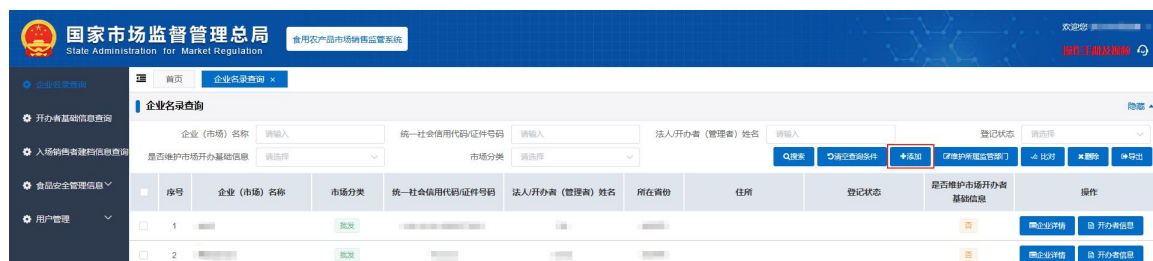 国家市场监督管理总局
State Administration for Market Regulation
食用农产品市场销售监管系统
欢迎您
操作手册及视频
企业名录查询
开办者基础信息查询
入场销售者建档信息查询
食品安全管理信息
用户管理
首页 企业名录查询 ×
企业名录查询 隐藏
企业（市场）名称 请输入 统一社会信用代码/证件号码 请输入 法人/开办者（管理者）姓名 请输入 登记状态 请选择
是否维护市场开办基础信息 请选择 市场分类 请选择 搜索 清空查询条件 +添加 维护所属监管部门 比对 ×删除 导出
序号 企业（市场）名称 市场分类 统一社会信用代码/证件号码 法人/开办者（管理者）姓名 所在省份 住所 登记状态 是否维护市场开办者
基础信息 操作
1 批发 否 企业详情 开办者信息
2 批发 否 企业详情 开办者信息